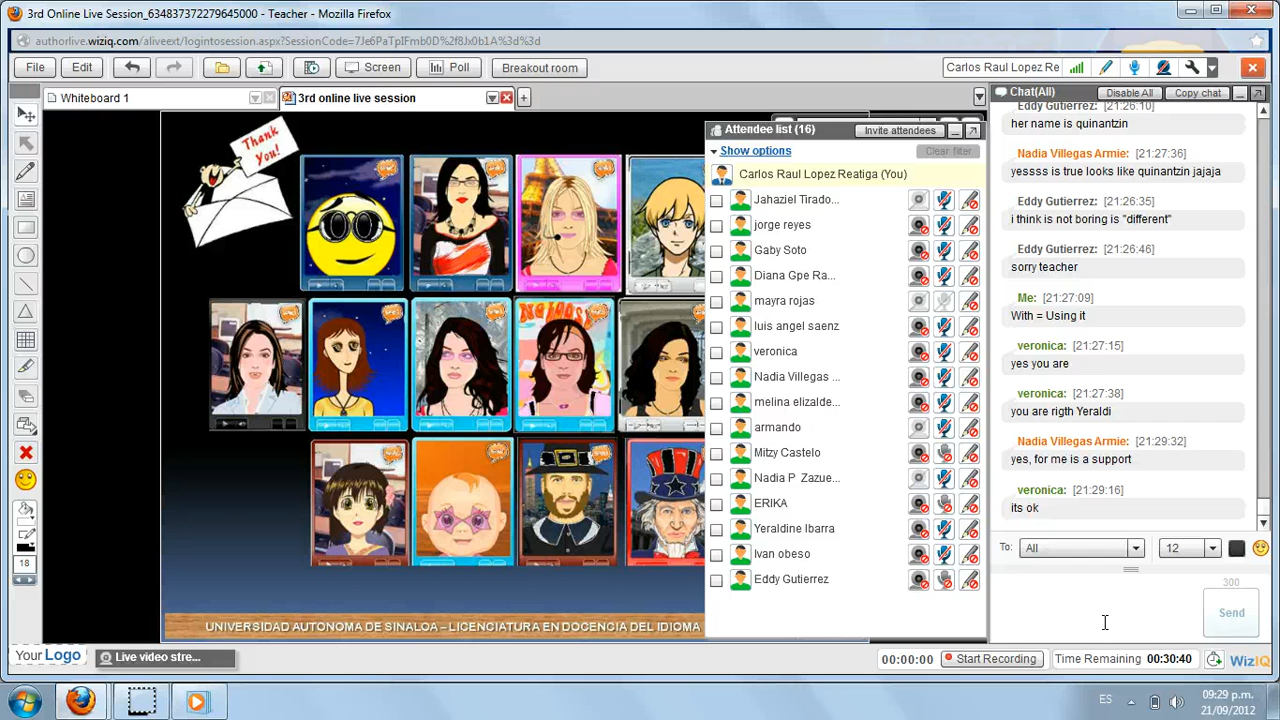 3rd Online Live Session_634837372279645000 - Teacher - Mozilla Firefox
authorlive.wiziq.com/aliveext/logintosession.aspx?SessionCode=7Je6PaTpIFmb0D%2f8Jx0b1A%3d%3d
File Edit Screen Poll Breakout room Carlos Raul Lopez Re
Whiteboard 1 3rd online live session
Thank You!
NO LOGO!
UNIVERSIDAD AUTONOMA DE SINALOA – LICENCIATURA EN DOCENCIA DEL IDIOMA
Attendee list (16) Invite attendees
Show options Clear filter
Carlos Raul Lopez Reatiga (You)
Jahaziel Tirado...
jorge reyes
Gaby Soto
Diana Gpe Ra...
mayra rojas
luis angel saenz
veronica
Nadia Villegas ...
melina elizalde...
armando
Mitzy Castelo
Nadia P Zazue...
ERIKA
Yeraldine Ibarra
Ivan obeso
Eddy Gutierrez
Chat(All) Disable All Copy chat
Eddy Gutierrez: [21:26:10]
her name is quinantzin
Nadia Villegas Armie: [21:27:36]
yessss is true looks like quinantzin jajaja
Eddy Gutierrez: [21:26:35]
i think is not boring is "different"
Eddy Gutierrez: [21:26:46]
sorry teacher
Me: [21:27:09]
With = Using it
veronica: [21:27:15]
yes you are
veronica: [21:27:38]
you are rigth Yeraldi
Nadia Villegas Armie: [21:29:32]
yes, for me is a support
veronica: [21:29:16]
its ok
To: All 12
300
Send
18
Your Logo Live video stre... 00:00:00 Start Recording Time Remaining 00:30:40 WizIQ
ES 09:29 p.m.
21/09/2012